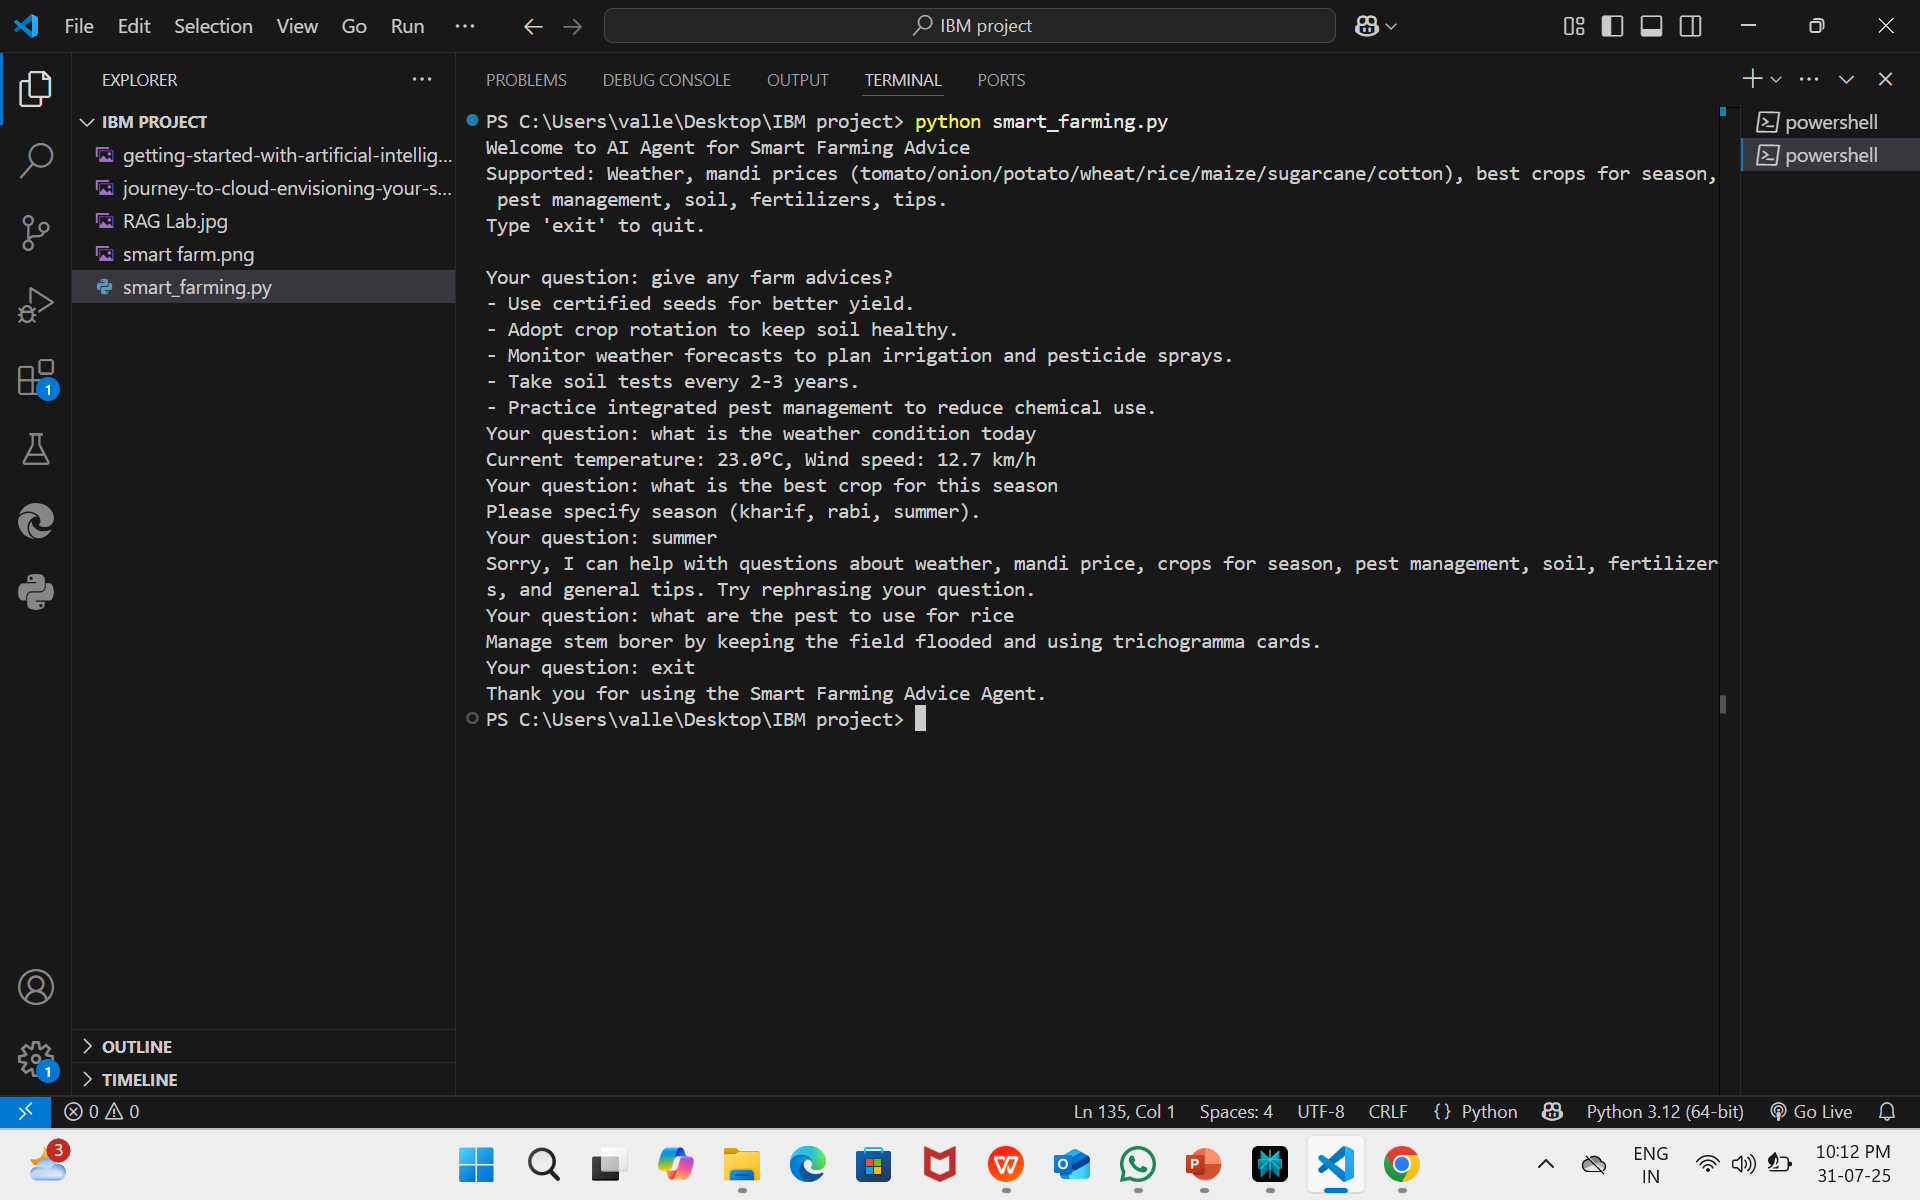 File Edit Selection View Go Run ... IBM project
EXPLORER ...
IBM PROJECT
getting-started-with-artificial-intellig...
journey-to-cloud-envisioning-your-s...
RAG Lab.jpg
smart farm.png
smart_farming.py
OUTLINE
TIMELINE
PROBLEMS DEBUG CONSOLE OUTPUT TERMINAL PORTS
PS C:\Users\valle\Desktop\IBM project> python smart_farming.py
Welcome to AI Agent for Smart Farming Advice
Supported: Weather, mandi prices (tomato/onion/potato/wheat/rice/maize/sugarcane/cotton), best crops for season,
pest management, soil, fertilizers, tips.
Type 'exit' to quit.
Your question: give any farm advices?
- Use certified seeds for better yield.
- Adopt crop rotation to keep soil healthy.
- Monitor weather forecasts to plan irrigation and pesticide sprays.
- Take soil tests every 2-3 years.
- Practice integrated pest management to reduce chemical use.
Your question: what is the weather condition today
Current temperature: 23.0°C, Wind speed: 12.7 km/h
Your question: what is the best crop for this season
Please specify season (kharif, rabi, summer).
Your question: summer
Sorry, I can help with questions about weather, mandi price, crops for season, pest management, soil, fertilizer
s, and general tips. Try rephrasing your question.
Your question: what are the pest to use for rice
Manage stem borer by keeping the field flooded and using trichogramma cards.
Your question: exit
Thank you for using the Smart Farming Advice Agent.
PS C:\Users\valle\Desktop\IBM project>
powershell
powershell
1
1
0 0 Ln 135, Col 1 Spaces: 4 UTF-8 CRLF {} Python Python 3.12 (64-bit) Go Live
3
ENG
IN
10:12 PM
31-07-25